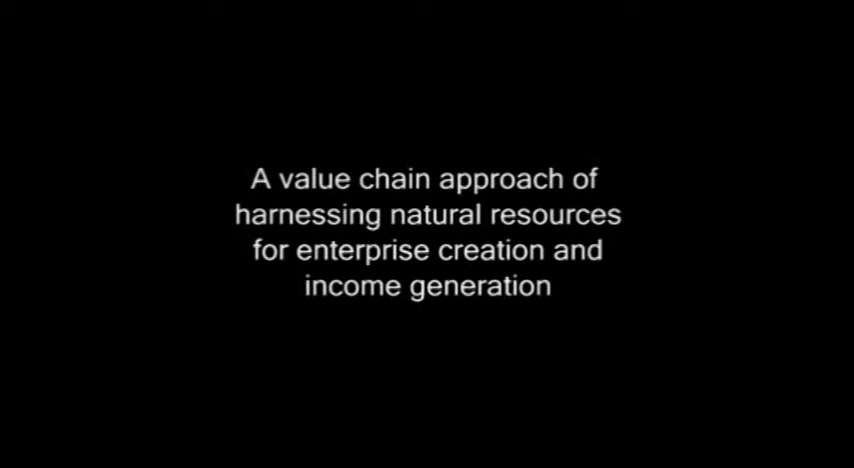 A value chain approach of
harnessing natural resources
for enterprise creation and
income generation